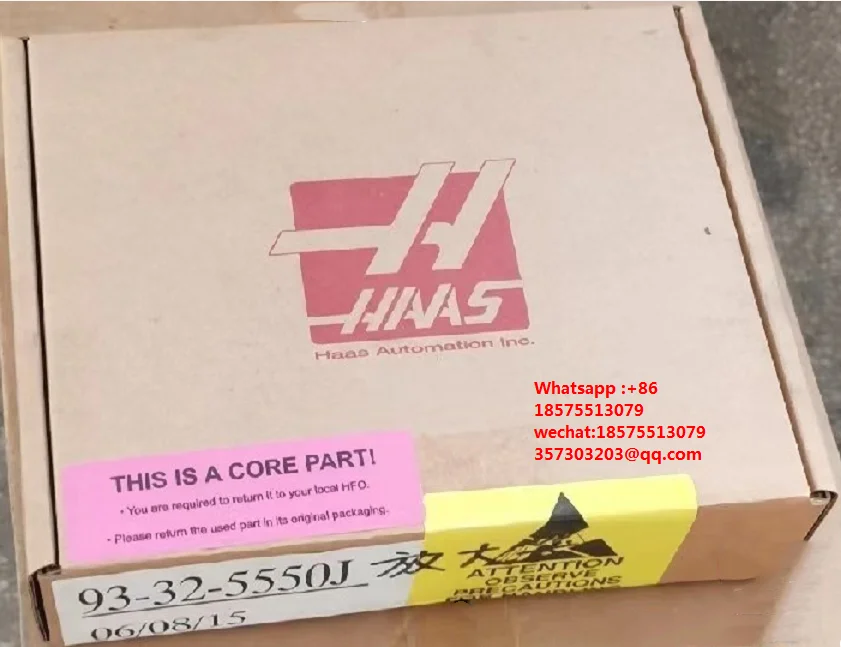 HAAS
Haas Automation Inc.
Whatsapp :+86
18575513079
wechat:18575513079
357303203@qq.com
THIS IS A CORE PART!
• You are required to return it to your local HFO.
• Please return the used part in its original packaging.
93-32-5550J 放大
06/08/15
ATTENTION
OBSERVE
PRECAUTIONS